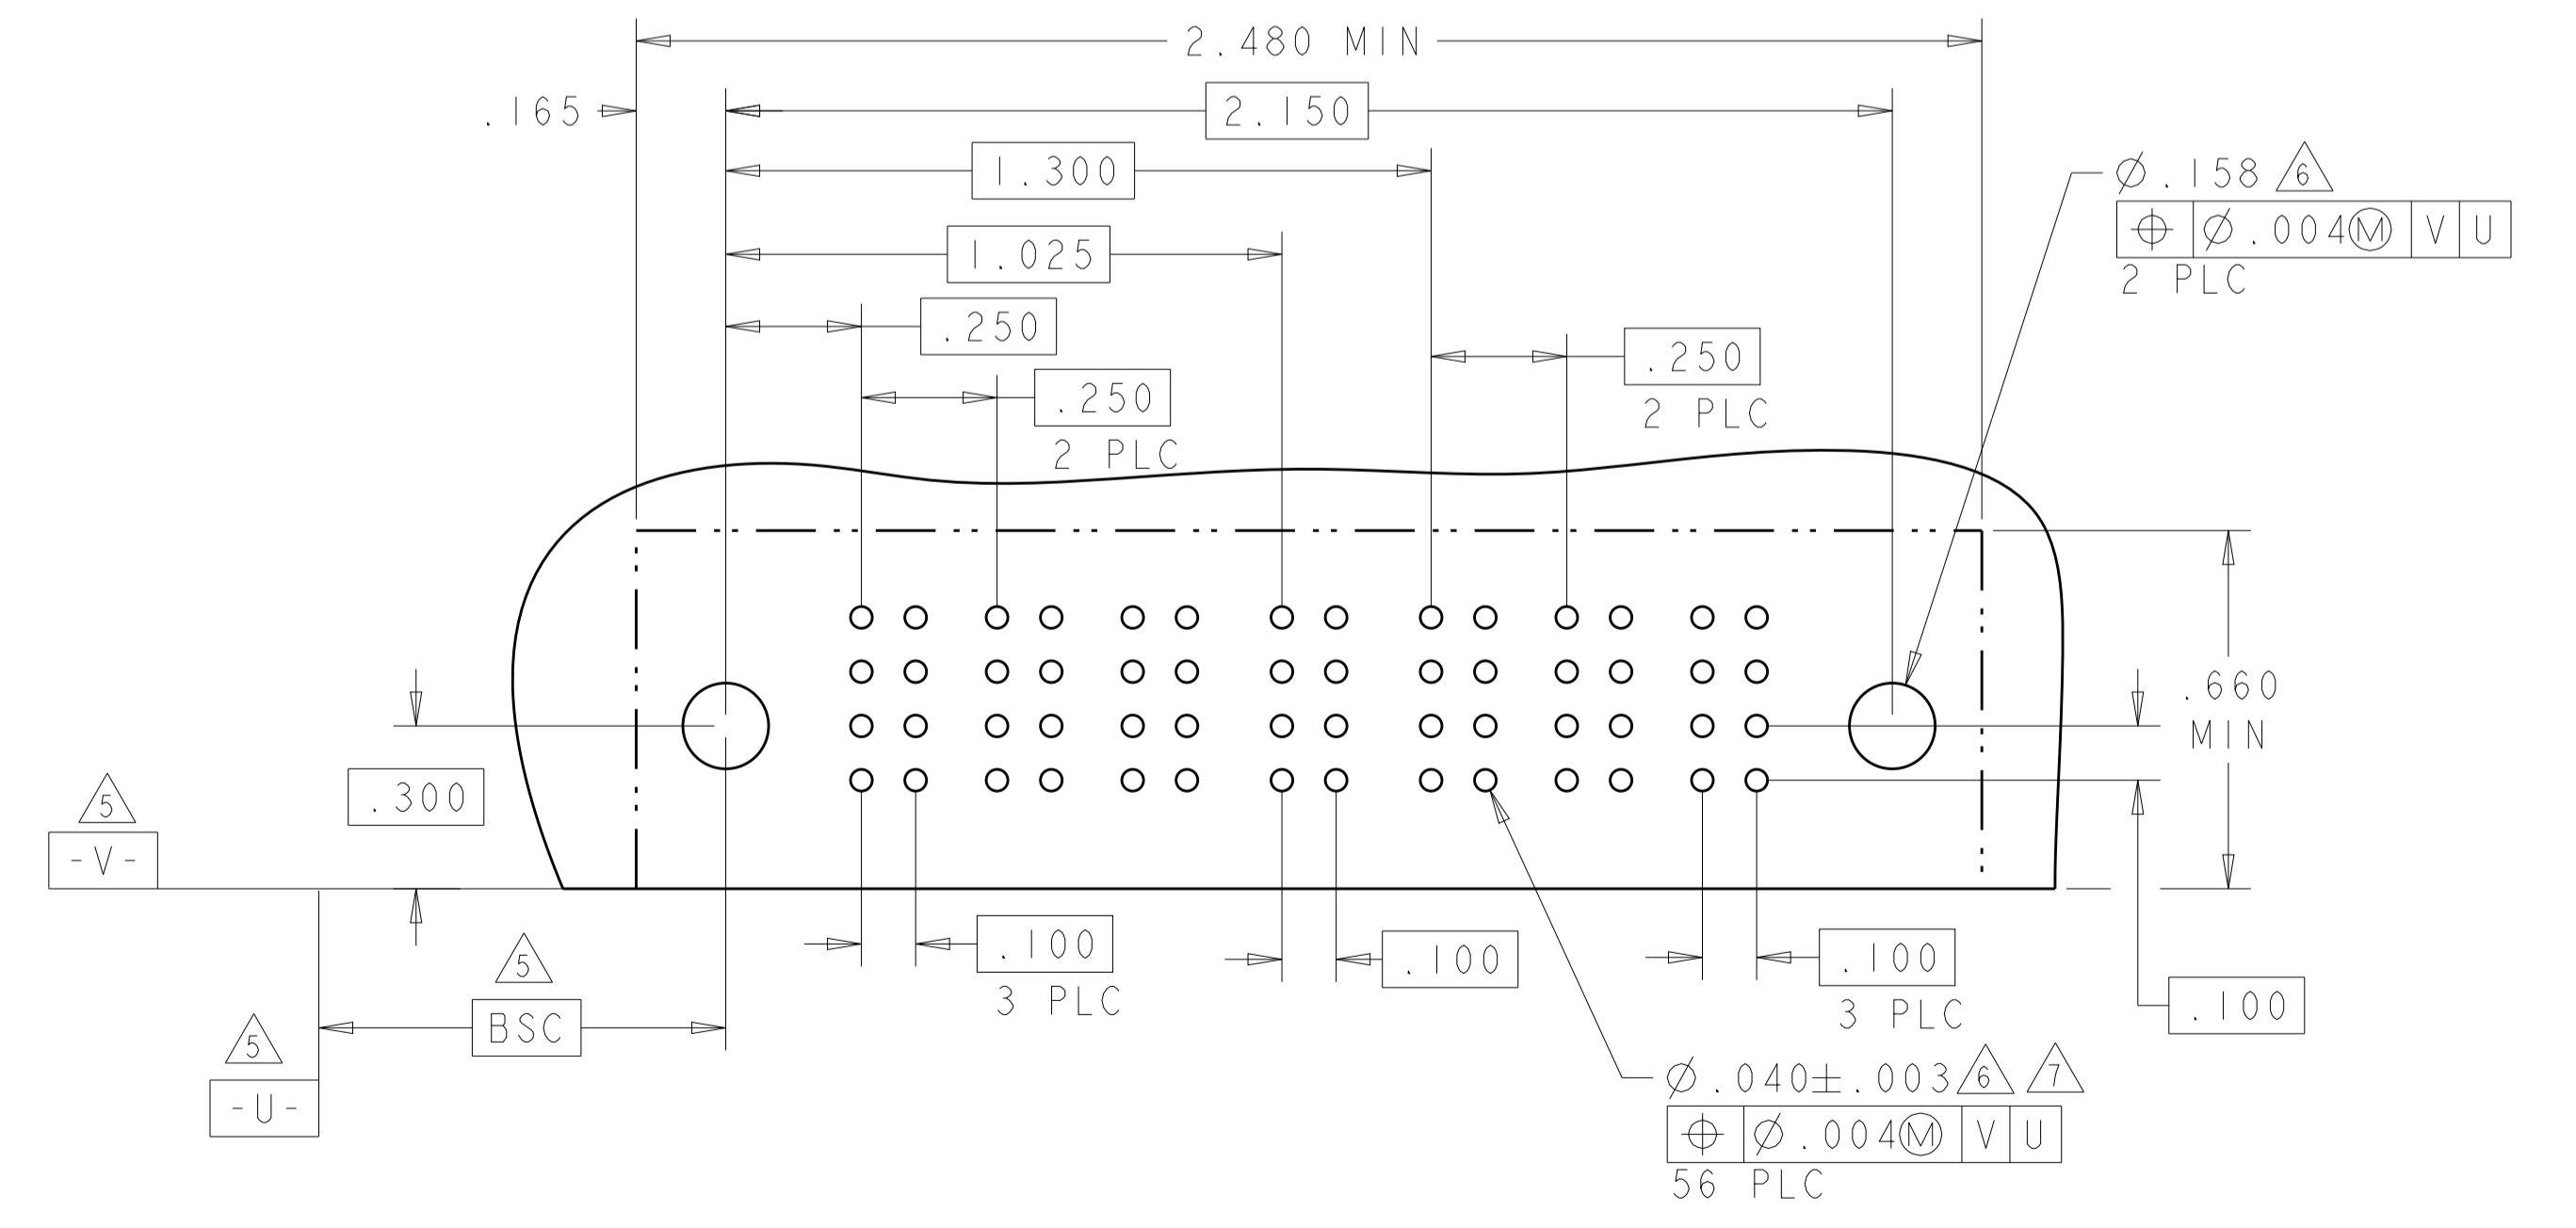 2.480 MIN
.165
2.150
1.300
Ø.158 6
⌖ Ø.004Ⓜ V U
2 PLC
1.025
.250
.250
2 PLC
.250
2 PLC
.660
MIN
.300
5
-V-
.100
3 PLC
.100
.100
3 PLC
.100
5
BSC
5
-U-
Ø.040±.003 6 7
⌖ Ø.004Ⓜ V U
56 PLC